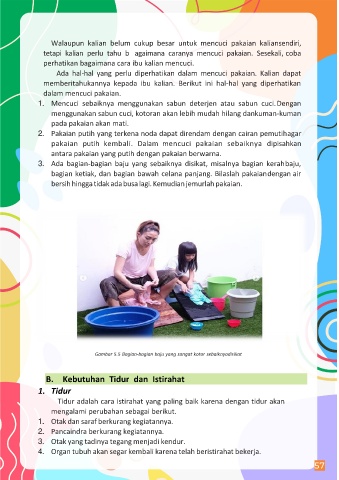 Walaupun kalian belum cukup besar untuk mencuci pakaian kaliansendiri,
tetapi kalian perlu tahu b agaimana caranya mencuci pakaian. Sesekali, coba
perhatikan bagaimana cara ibu kalian mencuci.
Ada hal-hal yang perlu diperhatikan dalam mencuci pakaian. Kalian dapat
memberitahukannya kepada ibu kalian. Berikut ini hal-hal yang diperhatikan
dalam mencuci pakaian.
1. Mencuci sebaiknya menggunakan sabun deterjen atau sabun cuci. Dengan
menggunakan sabun cuci, kotoran akan lebih mudah hilang dankuman-kuman
pada pakaian akan mati.
2. Pakaian putih yang terkena noda dapat direndam dengan cairan pemutihagar
pakaian putih kembali. Dalam mencuci pakaian sebaiknya dipisahkan
antara pakaian yang putih dengan pakaian berwarna.
3. Ada bagian-bagian baju yang sebaiknya disikat, misalnya bagian kerah baju,
bagian ketiak, dan bagian bawah celana panjang. Bilaslah pakaiandengan air
bersih hingga tidak ada busa lagi. Kemudian jemurlah pakaian.
Gambar 5.5 Bagian-bagian baju yang sangat kotor sebaiknyadisikat
B. Kebutuhan Tidur dan Istirahat
1. Tidur
Tidur adalah cara istirahat yang paling baik karena dengan tidur akan
mengalami perubahan sebagai berikut.
1. Otak dan saraf berkurang kegiatannya.
2. Pancaindra berkurang kegiatannya.
3. Otak yang tadinya tegang menjadi kendur.
4. Organ tubuh akan segar kembali karena telah beristirahat bekerja.
57